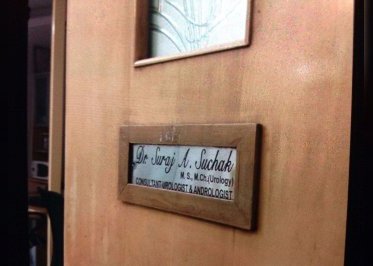 Dr. Suraj A. Suchak
M. S., M.Ch.(Urology)
CONSULTANT UROLOGIST & ANDROLOGIST